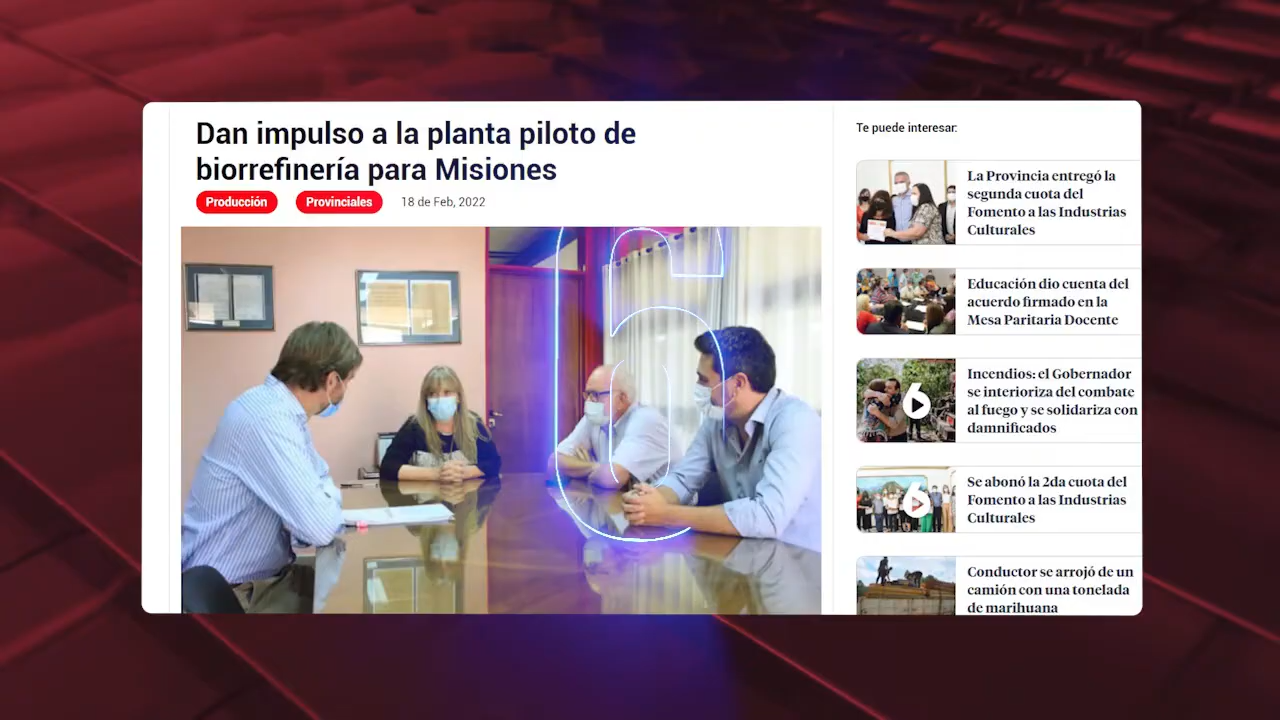 Dan impulso a la planta piloto de
biorrefinería para Misiones
Producción
Provinciales
18 de Feb, 2022
Te puede interesar:
La Provincia entregó la
segunda cuota del
Fomento a las Industrias
Culturales
Educación dio cuenta del
acuerdo firmado en la
Mesa Paritaria Docente
Incendios: el Gobernador
se interioriza del combate
al fuego y se solidariza con
damnificados
Se abonó la 2da cuota del
Fomento a las Industrias
Culturales
Conductor se arrojó de un
camión con una tonelada
de marihuana
6
6
6